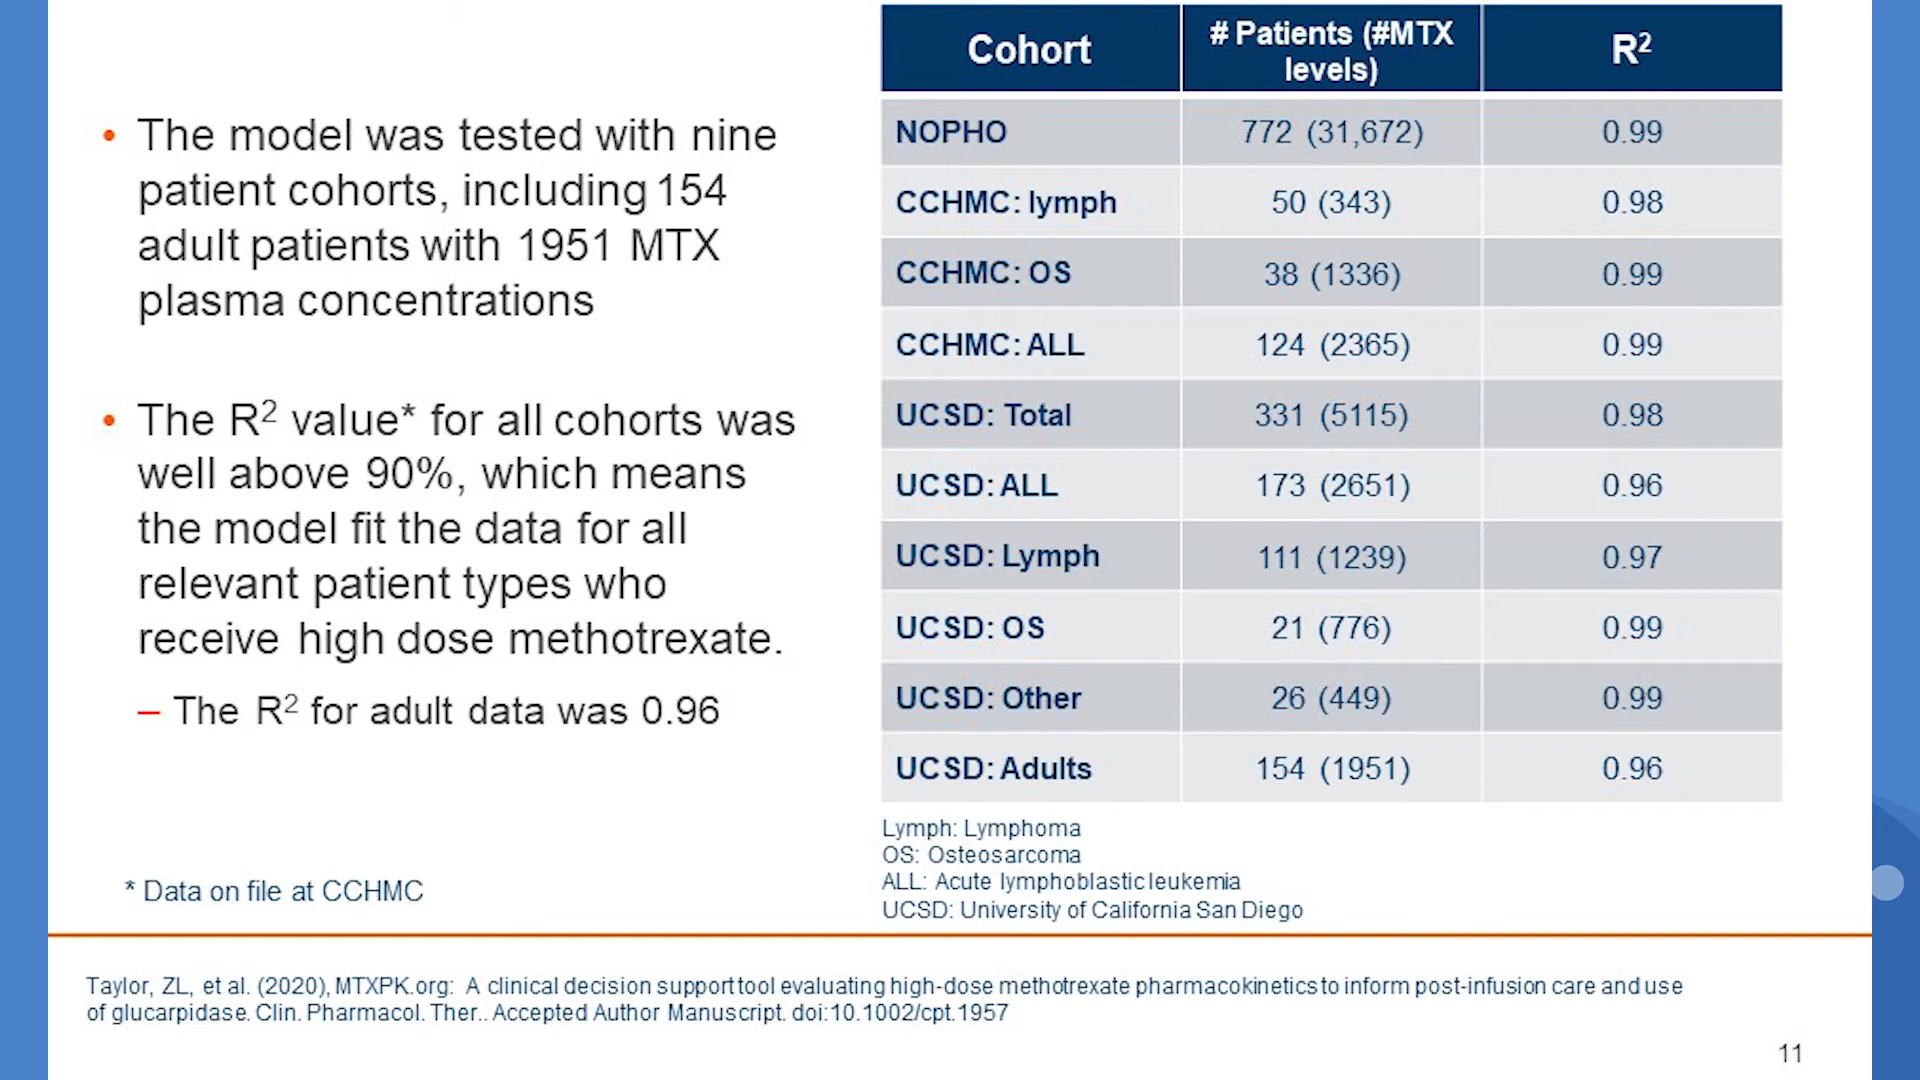 • The model was tested with nine
patient cohorts, including 154
adult patients with 1951 MTX
plasma concentrations
• The R2 value* for all cohorts was
well above 90%, which means
the model fit the data for all
relevant patient types who
receive high dose methotrexate.
– The R2 for adult data was 0.96
* Data on file at CCHMC
Cohort # Patients (#MTX levels) R2
NOPHO 772 (31,672) 0.99
CCHMC: lymph 50 (343) 0.98
CCHMC: OS 38 (1336) 0.99
CCHMC: ALL 124 (2365) 0.99
UCSD: Total 331 (5115) 0.98
UCSD: ALL 173 (2651) 0.96
UCSD: Lymph 111 (1239) 0.97
UCSD: OS 21 (776) 0.99
UCSD: Other 26 (449) 0.99
UCSD: Adults 154 (1951) 0.96
Lymph: Lymphoma
OS: Osteosarcoma
ALL: Acute lymphoblastic leukemia
UCSD: University of California San Diego
Taylor, ZL, et al. (2020), MTXPK.org: A clinical decision support tool evaluating high-dose methotrexate pharmacokinetics to inform post-infusion care and use
of glucarpidase. Clin. Pharmacol. Ther.. Accepted Author Manuscript. doi:10.1002/cpt.1957
11